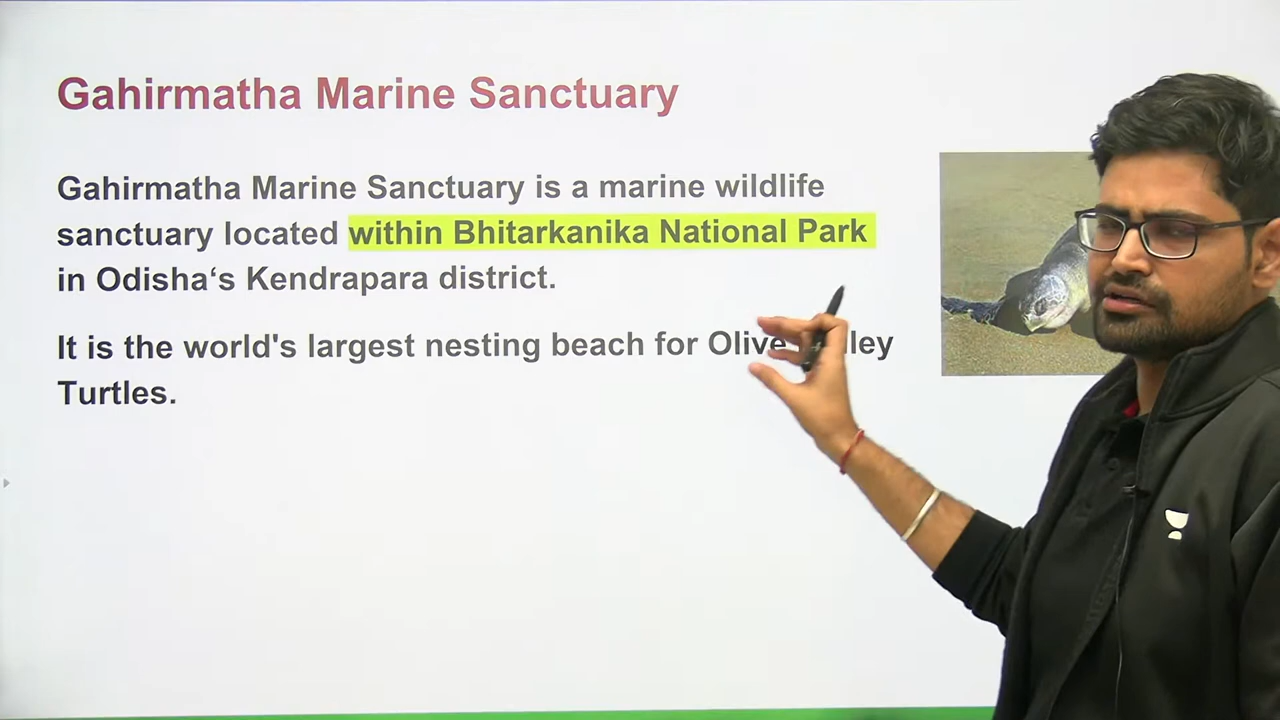 Gahirmatha Marine Sanctuary
Gahirmatha Marine Sanctuary is a marine wildlife
sanctuary located within Bhitarkanika National Park
in Odisha‘s Kendrapara district.
It is the world's largest nesting beach for Olive
Turtles.